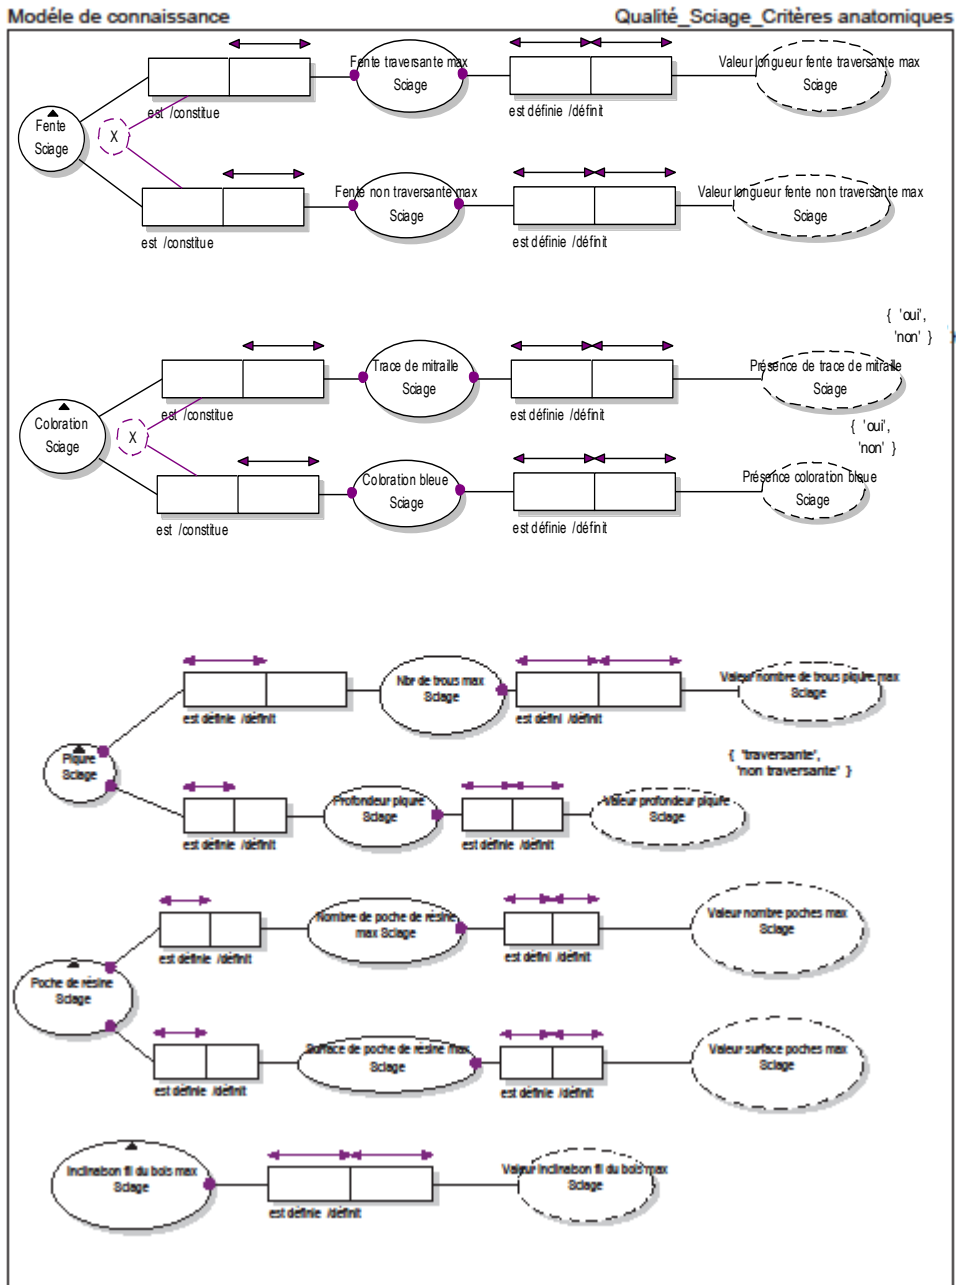 Modéle de connaissance
Qualité_Sciage_Critères anatomiques
Fente traversante max
Sciage
Valeur longueur fente traversante max
Sciage
est /constitue
est définie /définit
Fente
Sciage
X
Fente non traversante max
Sciage
Valeur longueur fente non traversante max
Sciage
est /constitue
est définie /définit
{ 'oui',
'non' } }
Trace de mitraille
Sciage
Présence de trace de mitraille
Sciage
est /constitue
est définie /définit
Coloration
Sciage
X
{ 'oui',
'non' }
Coloration bleue
Sciage
Présence coloration bleue
Sciage
est /constitue
est définie /définit
Nbr de trous max
Sciage
Valeur nombre de trous piqure max
Sciage
est définie /définit
est défini /définit
Piqure
Sciage
{ 'traversante',
'non traversante' }
Profondeur piqure
Sciage
Valeur profondeur piqure
Sciage
est définie /définit
est définie /définit
Nombre de poche de résine
max Sciage
Valeur nombre poches max
Sciage
est définie /définit
est défini /définit
Poche de résine
Sciage
Surface de poche de résine max
Sciage
Valeur surface poches max
Sciage
est définie /définit
est définie /définit
Inclinaison fil du bois max
Sciage
Valeur inclinaison fil du bois max
Sciage
est définie /définit